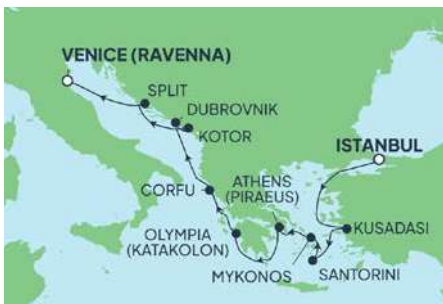 VENICE (RAVENNA)
SPLIT
DUBROVNIK
KOTOR
ISTANBUL
CORFU
ATHENS
(PIRAEUS)
OLYMPIA
(KATAKOLON)
KUSADASI
MYKONOS
SANTORINI